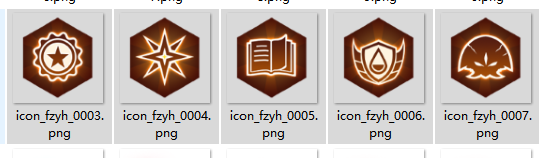 icon_fzyh_0003.
png
icon_fzyh_0004.
png
icon_fzyh_0005.
png
icon_fzyh_0006.
png
icon_fzyh_0007.
png